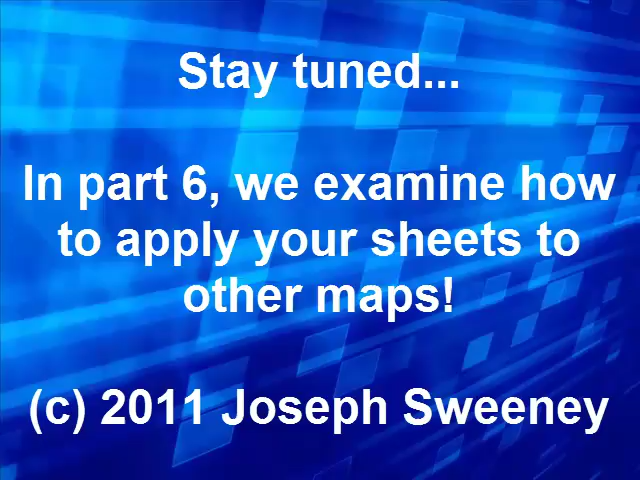 Stay tuned...
In part 6, we examine how
to apply your sheets to
other maps!
(c) 2011 Joseph Sweeney